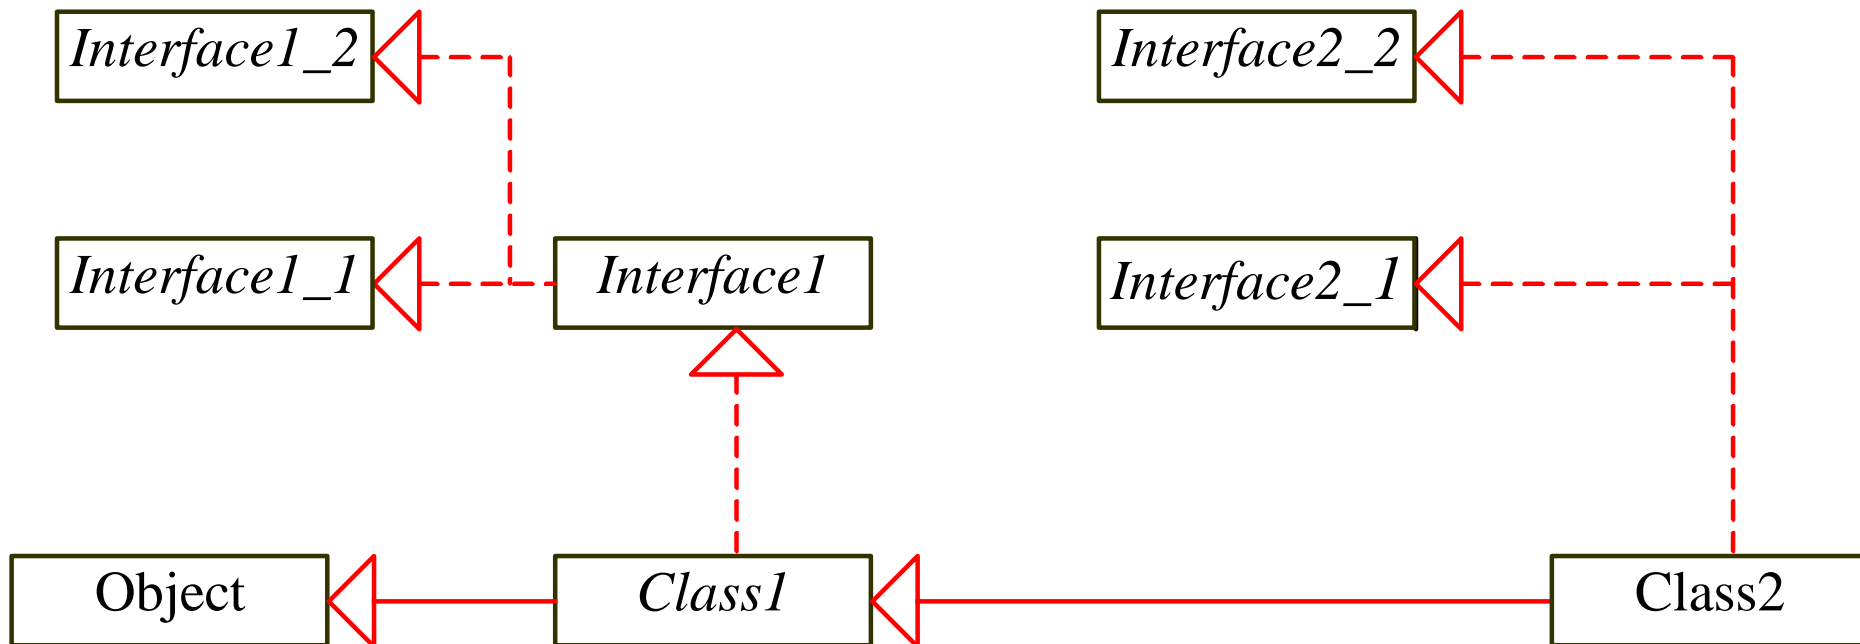 Interface1_2
Interface2_2
Interface1_1
Interface1
Interface2_1
Object
Class1
Class2